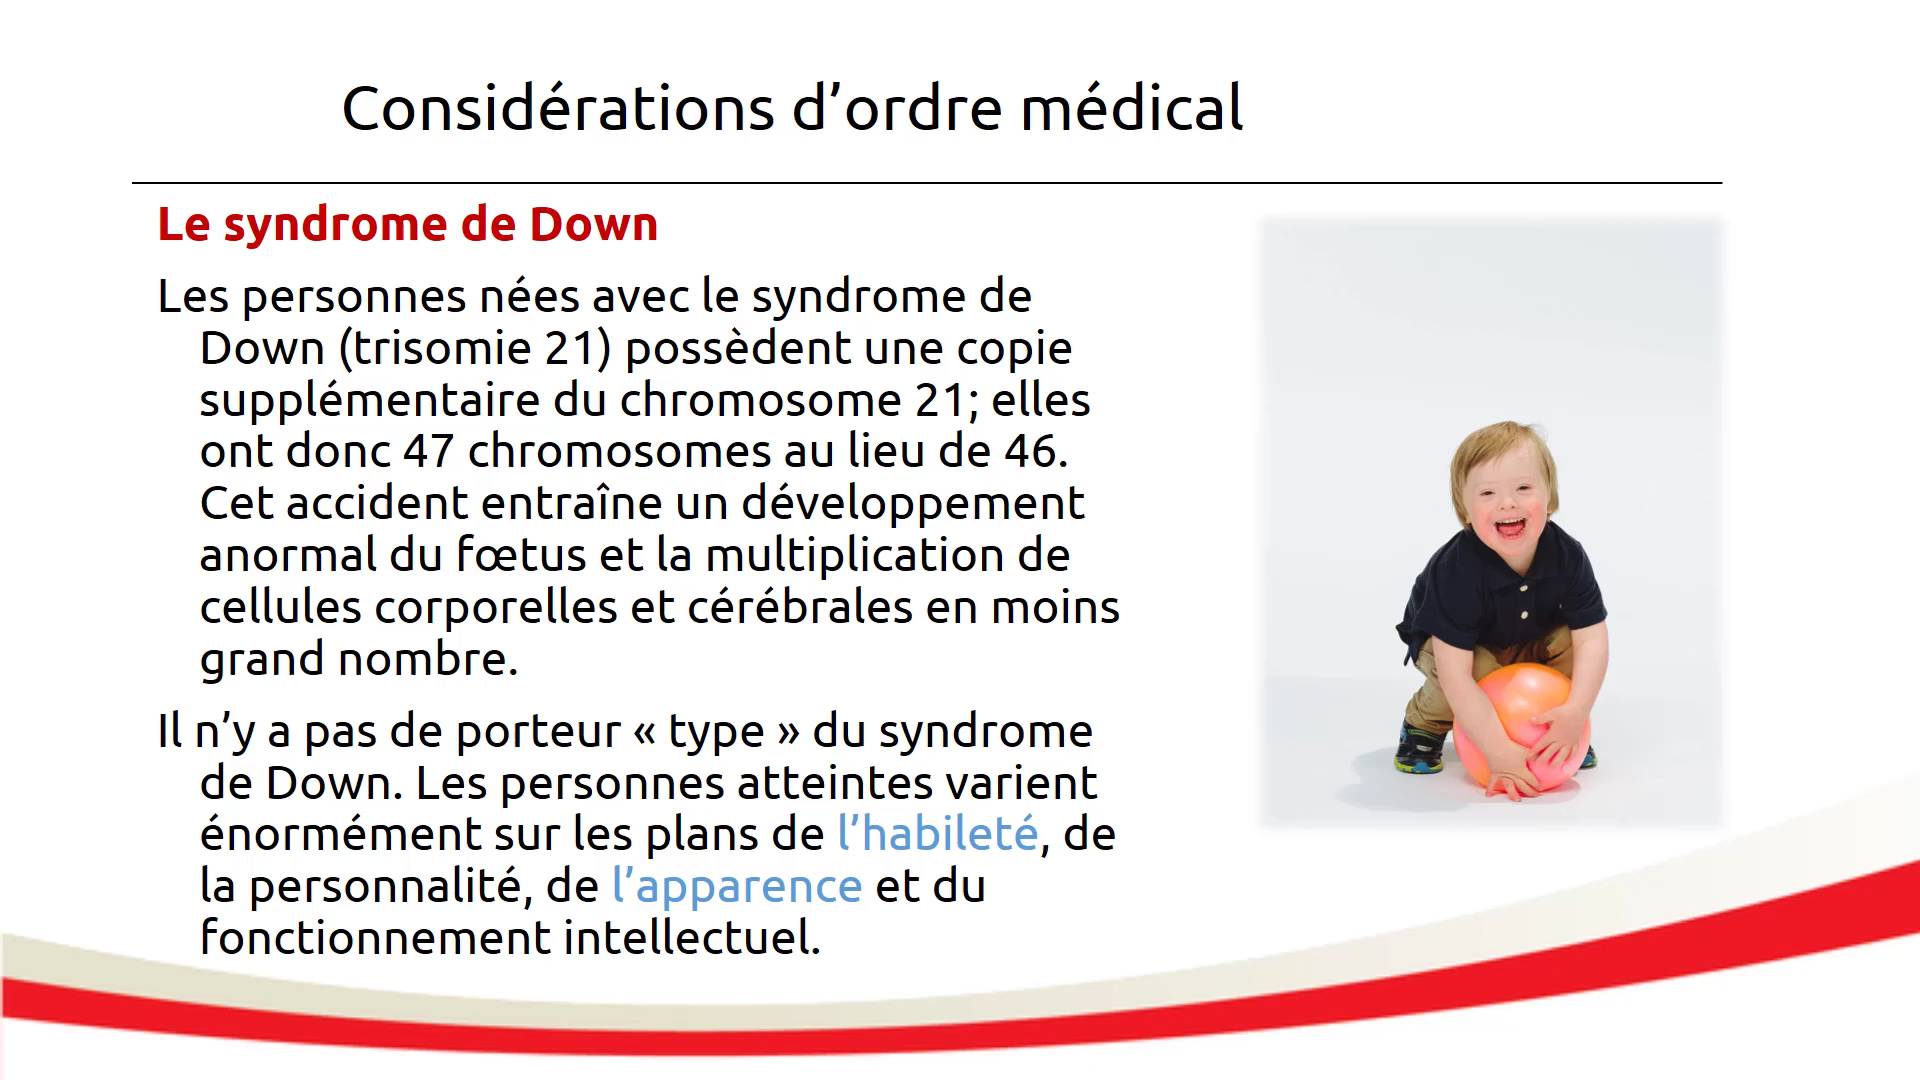 Considérations d’ordre médical
Le syndrome de Down
Les personnes nées avec le syndrome de
Down (trisomie 21) possèdent une copie
supplémentaire du chromosome 21; elles
ont donc 47 chromosomes au lieu de 46.
Cet accident entraîne un développement
anormal du fœtus et la multiplication de
cellules corporelles et cérébrales en moins
grand nombre.
Il n’y a pas de porteur « type » du syndrome
de Down. Les personnes atteintes varient
énormément sur les plans de l’habileté, de
la personnalité, de l’apparence et du
fonctionnement intellectuel.